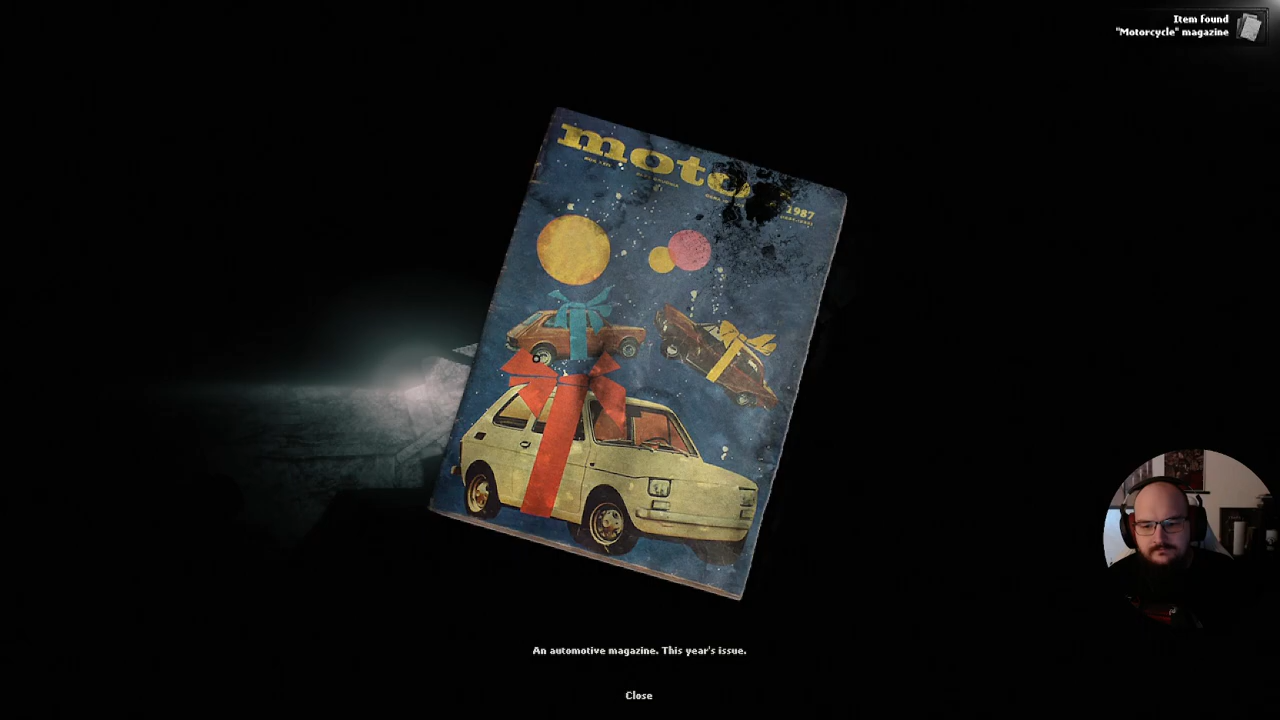 Item found
"Motorcycle" magazine
moto
1987
An automotive magazine. This year's issue.
Close